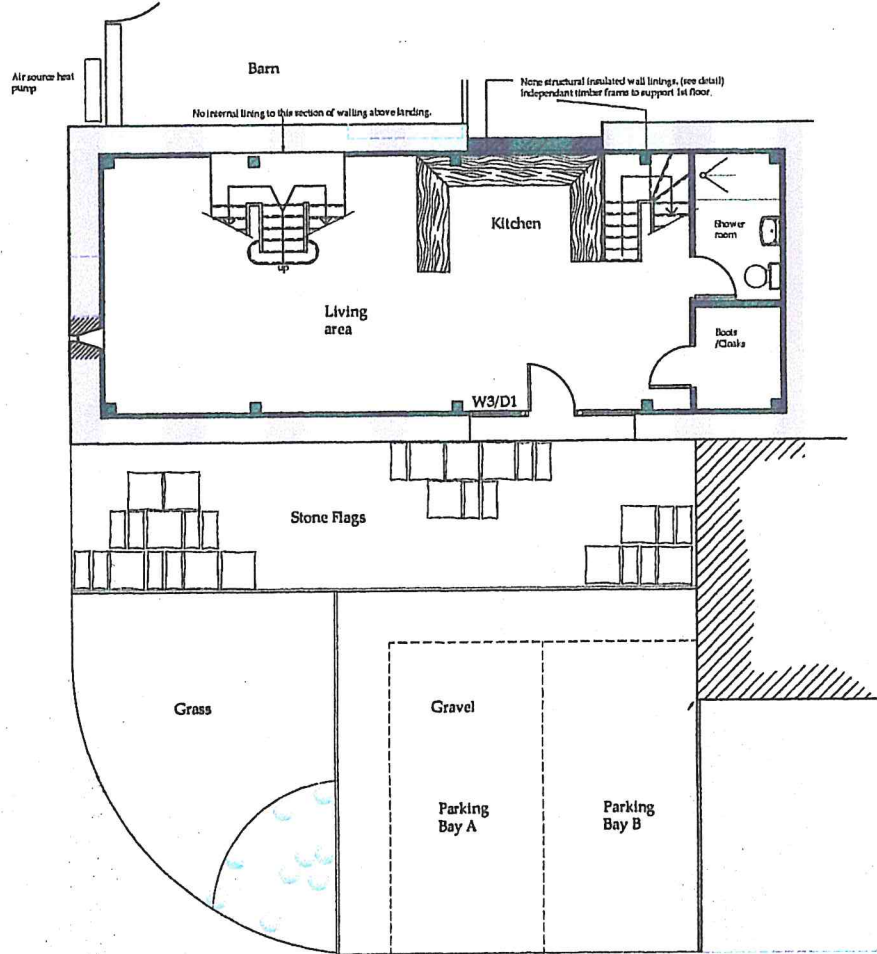 Air source heat
pump
Barn
None structural insulated wall linings, (see detail)
Independant timber frame to support 1st floor.
No internal lining to this section of walling above landing.
Kitchen
Shower
room
up
Living
area
Boots
/Cloaks
W3/D1
Stone Flags
Grass
Gravel
Parking
Bay A
Parking
Bay B